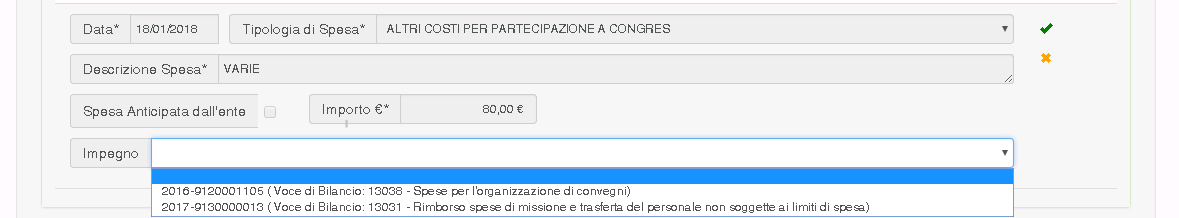 Data* 18/01/2018 Tipologia di Spesa* ALTRI COSTI PER PARTECIPAZIONE A CONGRES
Descrizione Spesa* VARIE
Spesa Anticipata dall'ente Importo €* 80,00 €
Impegno
2016-9120001105 ( Voce di Bilancio: 13038 - Spese per l'organizzazione di convegni)
2017-9130000013 ( Voce di Bilancio: 13031 - Rimborso spese di missione e trasferta del personale non soggette ai limiti di spesa)